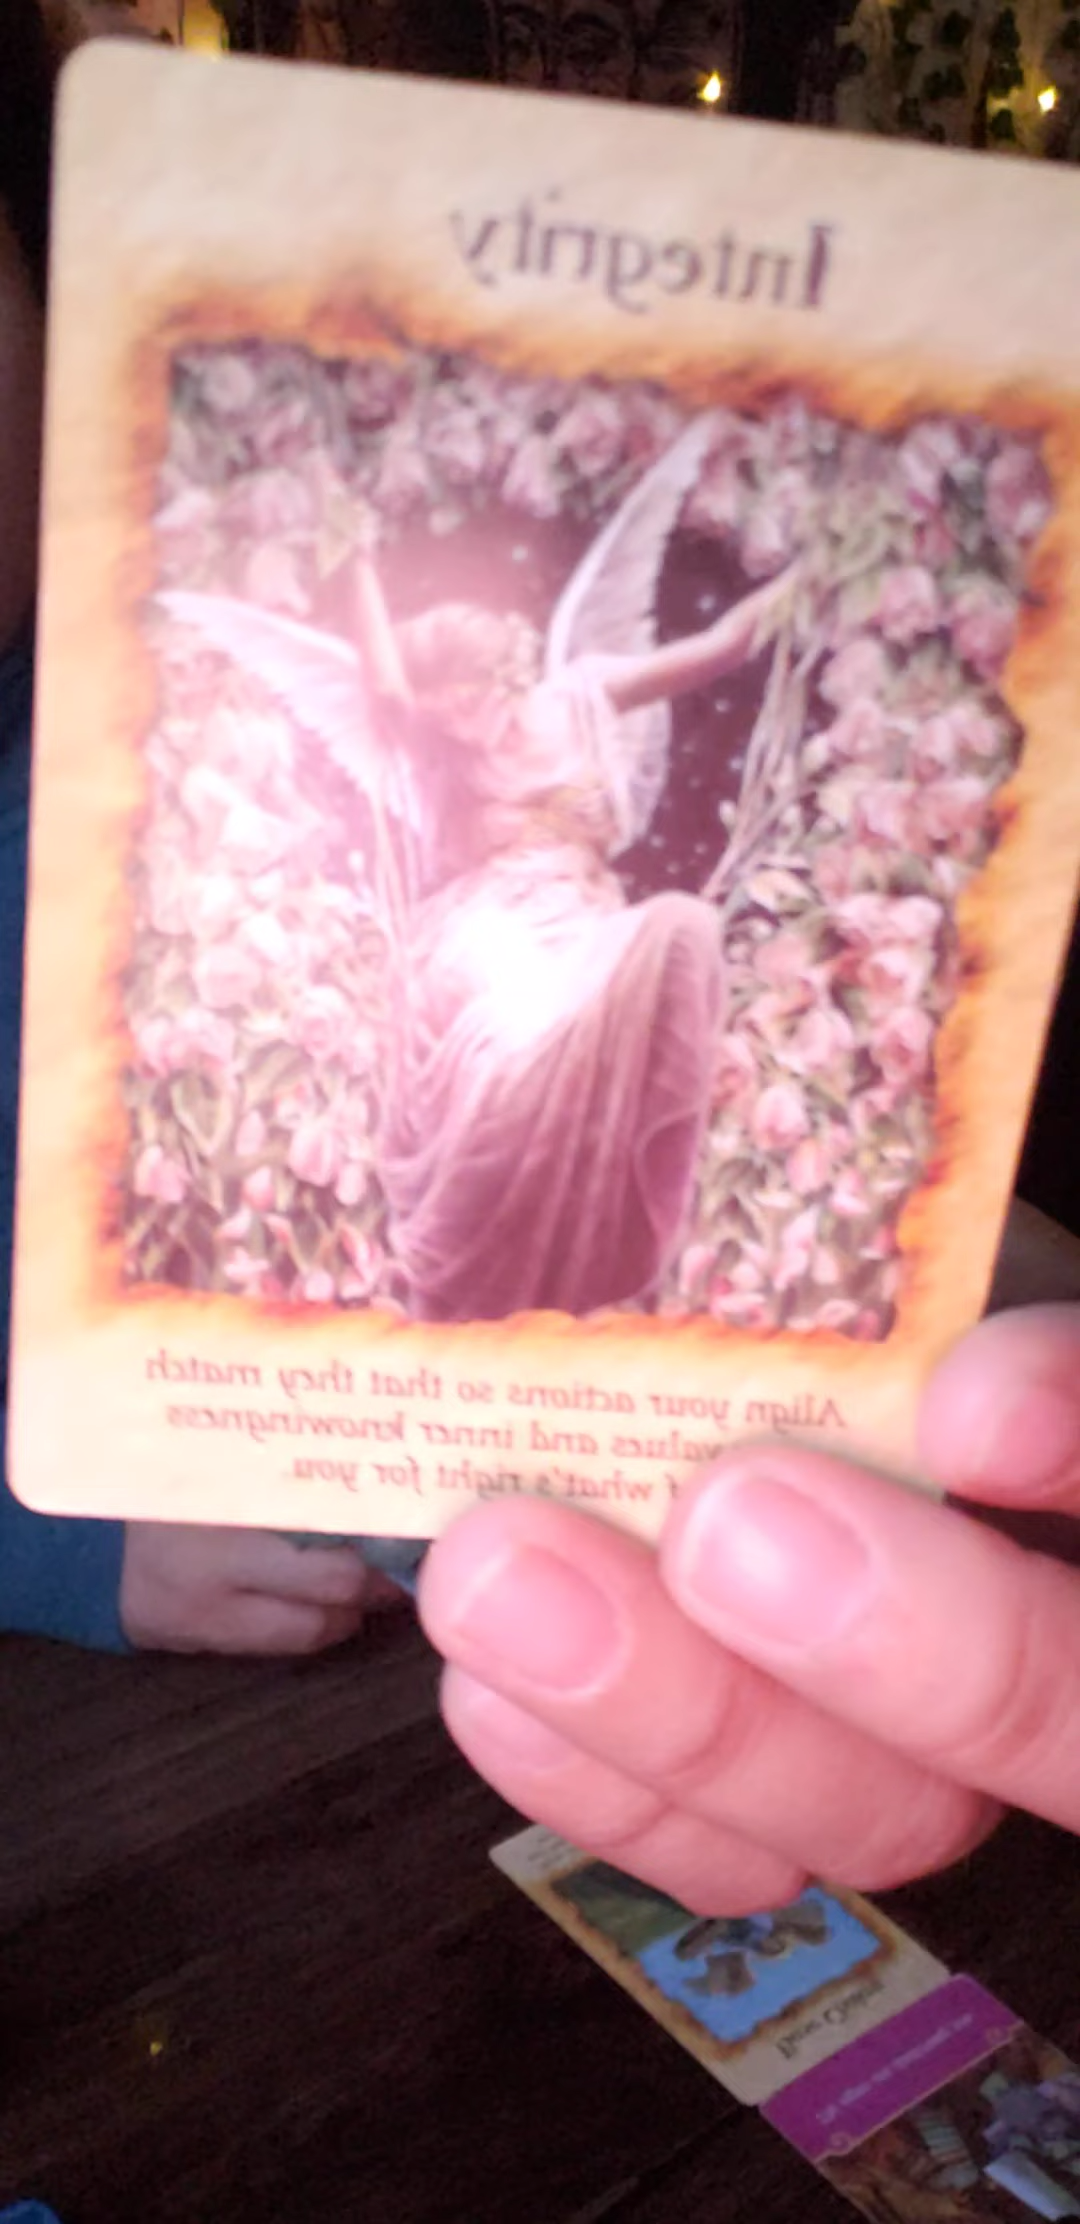 Integrity
Align your actions so that they match
values and inner knowingness
what's right for you.